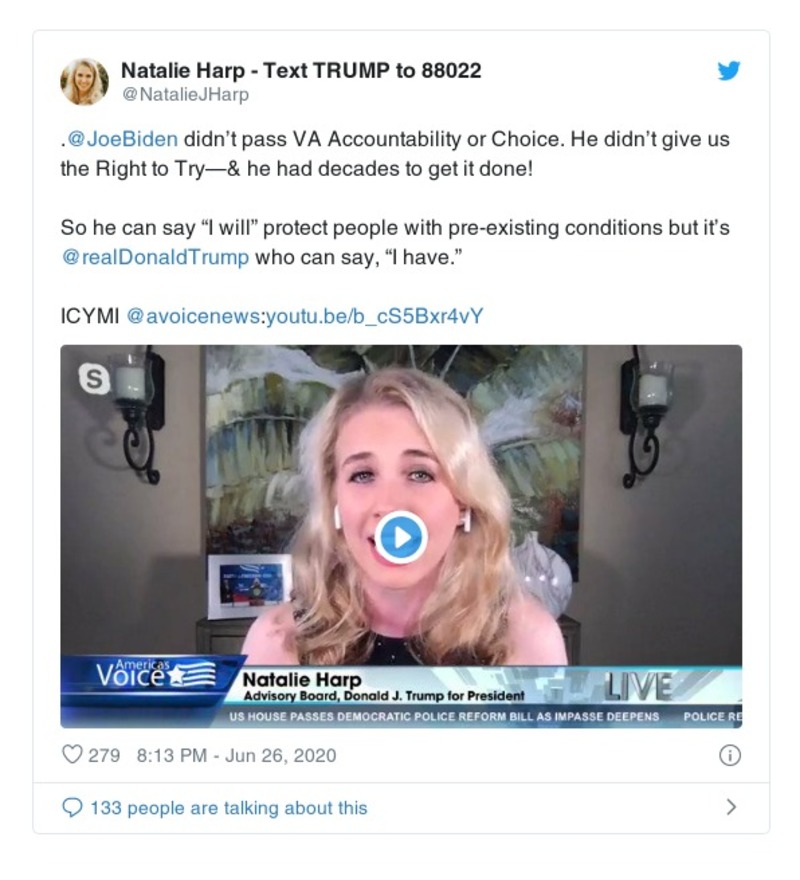 Natalie Harp - Text TRUMP to 88022
@NatalieJHarp
.@JoeBiden didn’t pass VA Accountability or Choice. He didn’t give us
the Right to Try—& he had decades to get it done!
So he can say “I will” protect people with pre-existing conditions but it’s
@realDonaldTrump who can say, “I have.”
ICYMI @avoicenews:youtu.be/b_cS5Bxr4vY
S
Americas
Voice
Natalie Harp
Advisory Board, Donald J. Trump for President
LIVE
US HOUSE PASSES DEMOCRATIC POLICE REFORM BILL AS IMPASSE DEEPENS POLICE RE
279 8:13 PM - Jun 26, 2020
133 people are talking about this